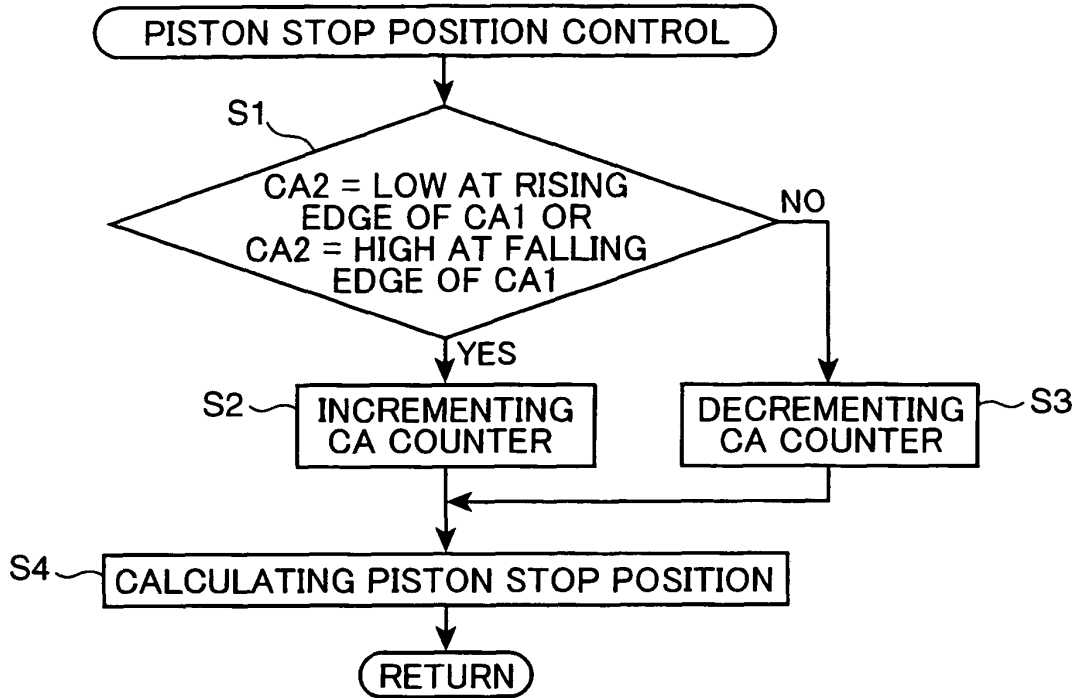 PISTON STOP POSITION CONTROL
S1
CA2 = LOW AT RISING
EDGE OF CA1 OR
CA2 = HIGH AT FALLING
EDGE OF CA1
NO
YES
S2
INCREMENTING
CA COUNTER
DECREMENTING
CA COUNTER
S3
S4
CALCULATING PISTON STOP POSITION
RETURN